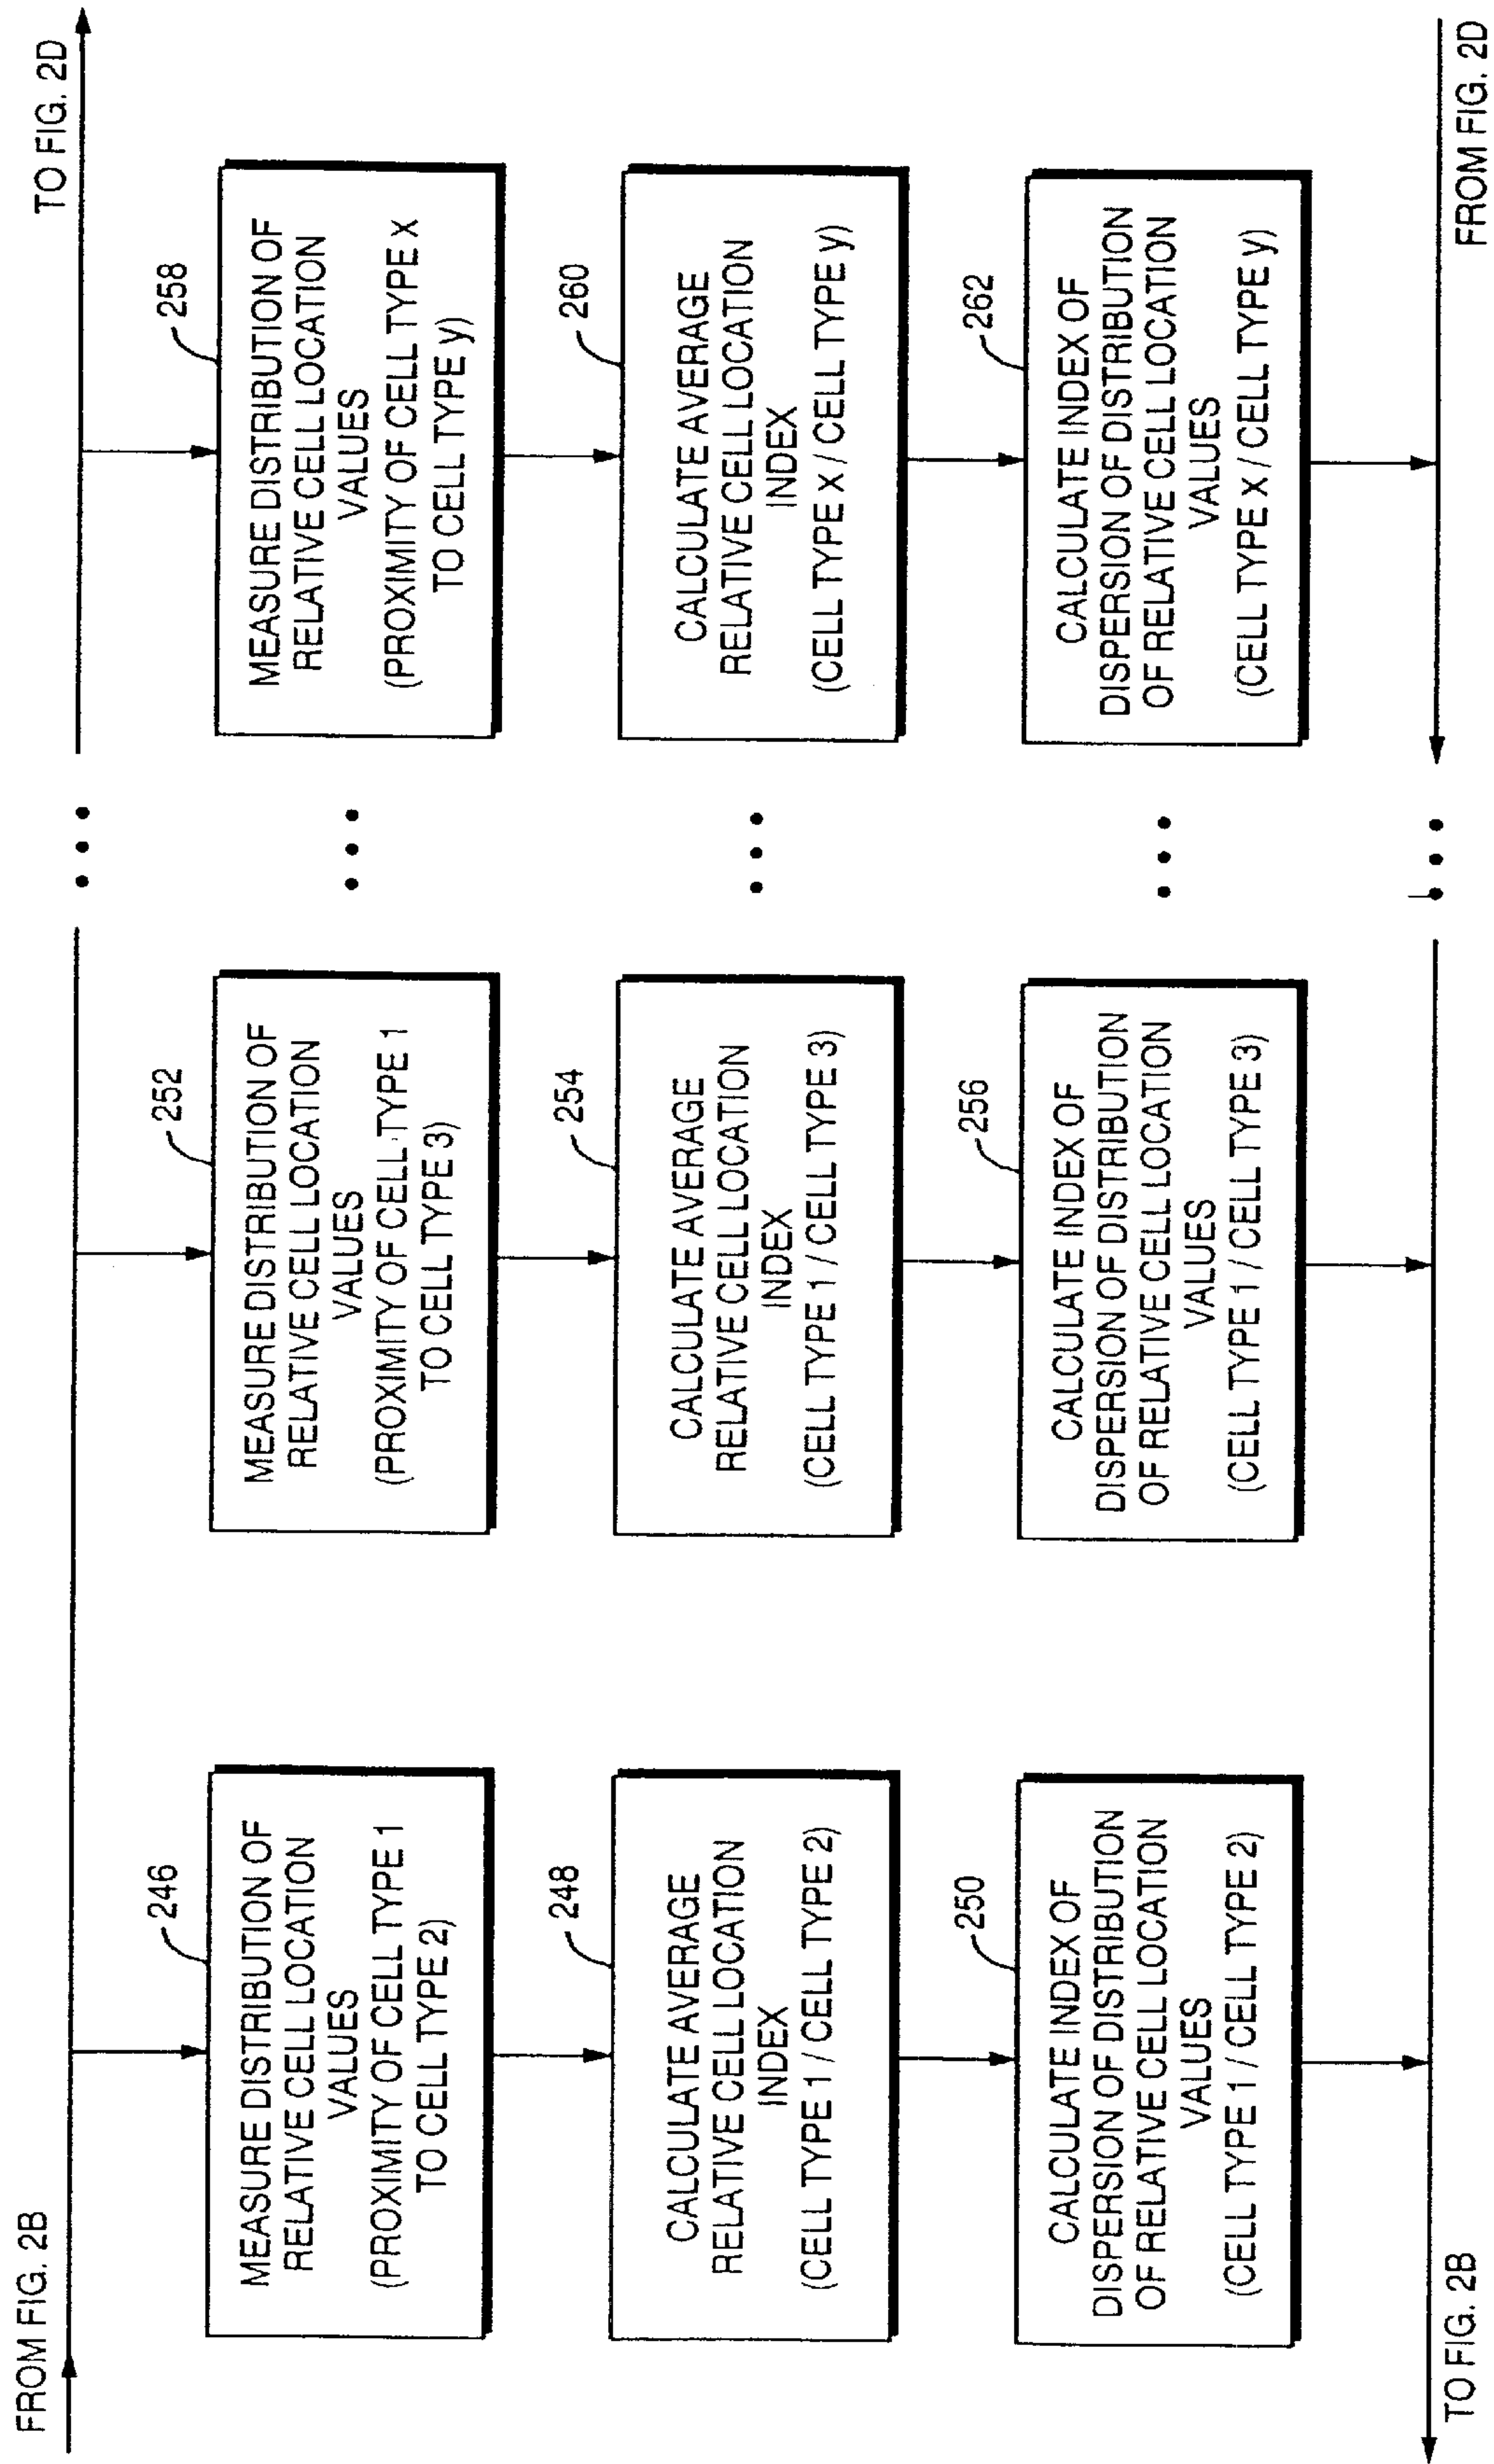 FROM FIG. 2B
TO FIG. 2D
246
MEASURE DISTRIBUTION OF
RELATIVE CELL LOCATION
VALUES
(PROXIMITY OF CELL TYPE 1
TO CELL TYPE 2)
248
CALCULATE AVERAGE
RELATIVE CELL LOCATION
INDEX
(CELL TYPE 1 / CELL TYPE 2)
250
CALCULATE INDEX OF
DISPERSION OF DISTRIBUTION
OF RELATIVE CELL LOCATION
VALUES
(CELL TYPE 1 / CELL TYPE 2)
252
MEASURE DISTRIBUTION OF
RELATIVE CELL LOCATION
VALUES
(PROXIMITY OF CELL TYPE 1
TO CELL TYPE 3)
254
CALCULATE AVERAGE
RELATIVE CELL LOCATION
INDEX
(CELL TYPE 1 / CELL TYPE 3)
256
CALCULATE INDEX OF
DISPERSION OF DISTRIBUTION
OF RELATIVE CELL LOCATION
VALUES
(CELL TYPE 1 / CELL TYPE 3)
258
MEASURE DISTRIBUTION OF
RELATIVE CELL LOCATION
VALUES
(PROXIMITY OF CELL TYPE x
TO CELL TYPE y)
260
CALCULATE AVERAGE
RELATIVE CELL LOCATION
INDEX
(CELL TYPE x / CELL TYPE y)
262
CALCULATE INDEX OF
DISPERSION OF DISTRIBUTION
OF RELATIVE CELL LOCATION
VALUES
(CELL TYPE x / CELL TYPE y)
TO FIG. 2B
FROM FIG. 2D